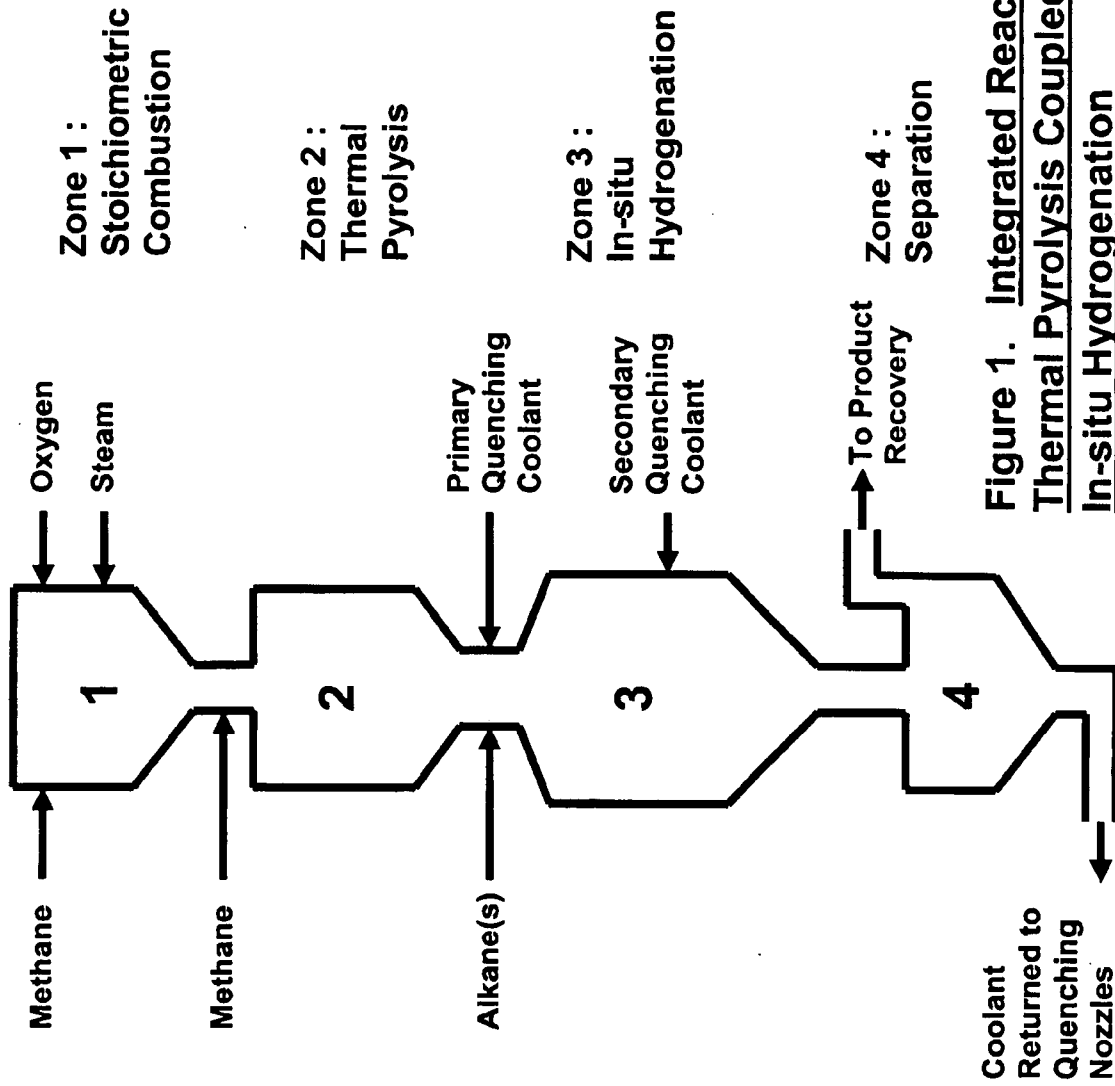 Methane
Oxygen
Steam
1
Zone 1 :
Stoichiometric
Combustion
Methane
2
Zone 2 :
Thermal
Pyrolysis
Alkane(s)
Primary
Quenching
Coolant
3
Secondary
Quenching
Coolant
Zone 3 :
In-situ
Hydrogenation
4
To Product
Recovery
Zone 4 :
Separation
Coolant
Returned to
Quenching
Nozzles
Figure 1. Integrated Reac
Thermal Pyrolysis Coupled
In-situ Hydrogenation